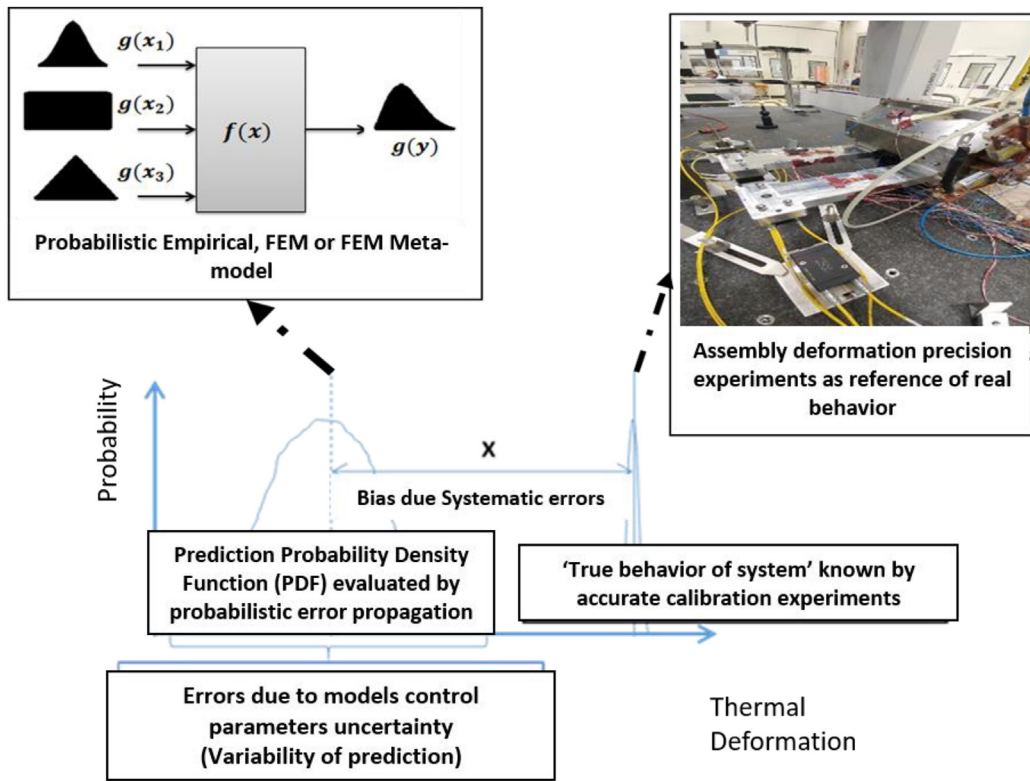 g(x₁)
g(x₂)
g(x₃)
f(x)
g(y)
Probabilistic Empirical, FEM or FEM Meta-
model
Assembly deformation precision
experiments as reference of real
behavior
Probability
X
Bias due Systematic errors
Prediction Probability Density
Function (PDF) evaluated by
probabilistic error propagation
‘True behavior of system’ known by
accurate calibration experiments
Errors due to models control
parameters uncertainty
(Variability of prediction)
Thermal
Deformation